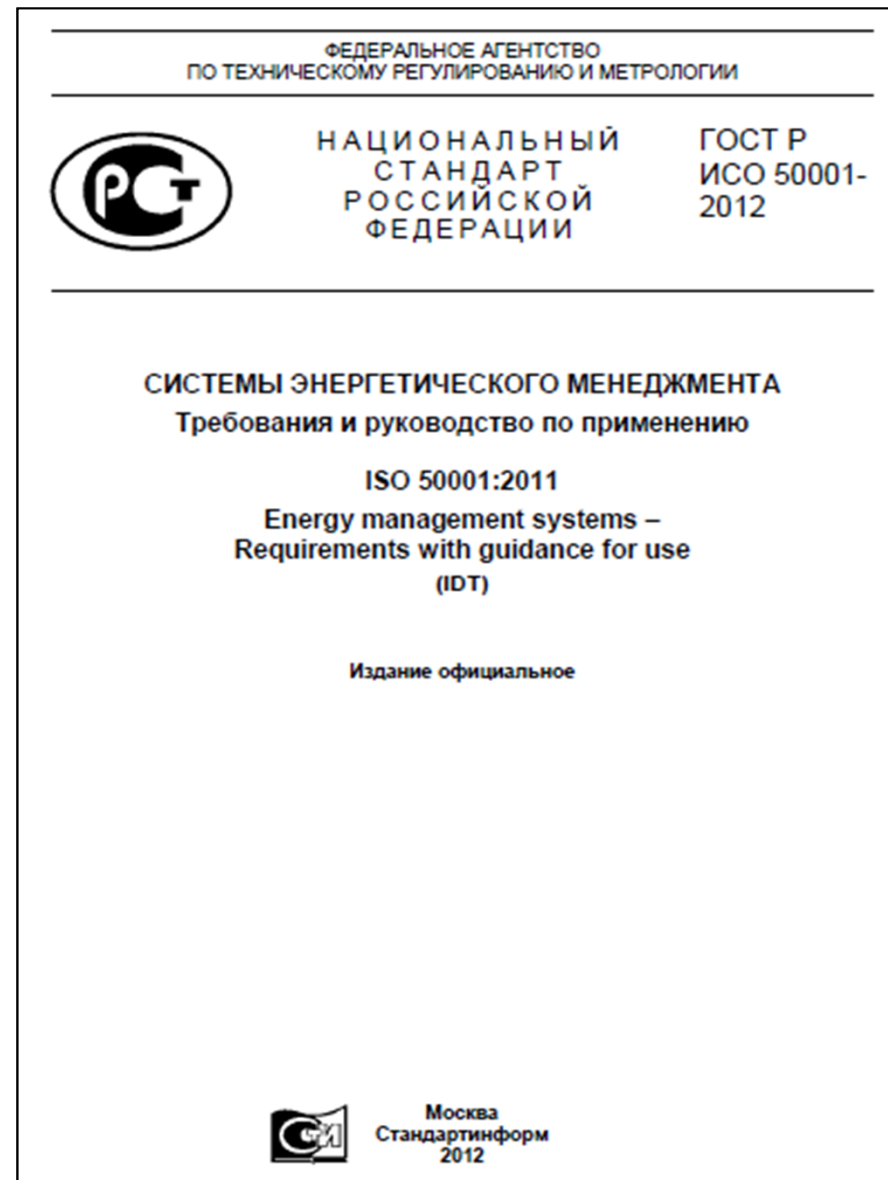 ФЕДЕРАЛЬНОЕ АГЕНТСТВО
ПО ТЕХНИЧЕСКОМУ РЕГУЛИРОВАНИЮ И МЕТРОЛОГИИ
РСТ
НАЦИОНАЛЬНЫЙ
СТАНДАРТ
РОССИЙСКОЙ
ФЕДЕРАЦИИ
ГОСТ Р
ИСО 50001-
2012
СИСТЕМЫ ЭНЕРГЕТИЧЕСКОГО МЕНЕДЖМЕНТА
Требования и руководство по применению
ISO 50001:2011
Energy management systems –
Requirements with guidance for use
(IDT)
Издание официальное
СТИ
Москва
Стандартинформ
2012